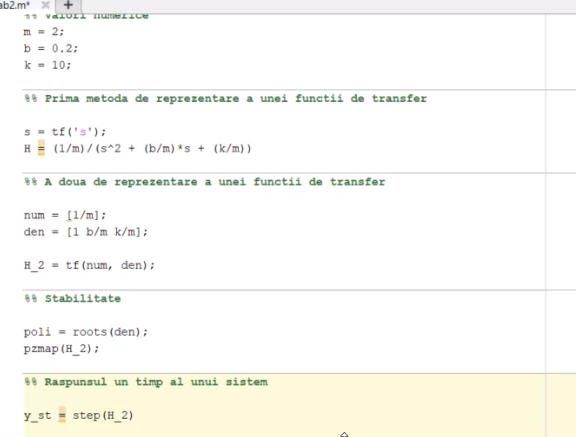 ab2.m*
%% Valori numerice
m = 2;
b = 0.2;
k = 10;
%% Prima metoda de reprezentare a unei functii de transfer
s = tf('s');
H = (1/m)/(s^2 + (b/m)*s + (k/m))
%% A doua de reprezentare a unei functii de transfer
num = [1/m];
den = [1 b/m k/m];
H_2 = tf(num, den);
%% Stabilitate
poli = roots(den);
pzmap(H_2);
%% Raspunsul un timp al unui sistem
y_st = step(H_2)